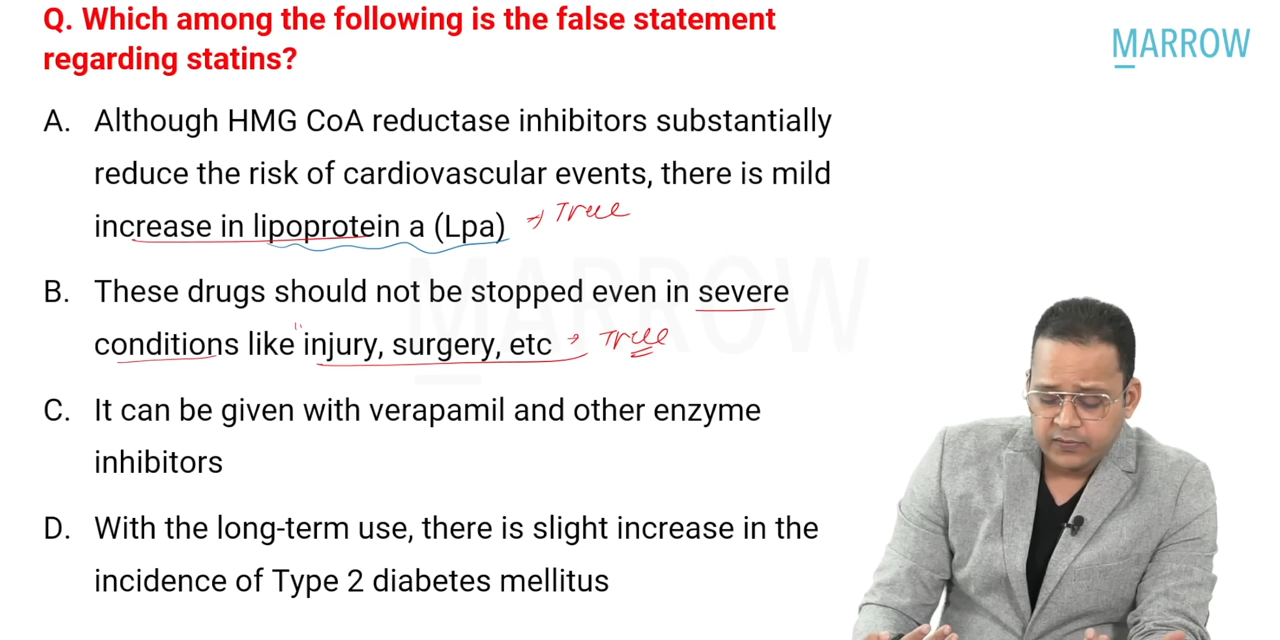 Q. Which among the following is the false statement
regarding statins?
MARROW
A. Although HMG CoA reductase inhibitors substantially
reduce the risk of cardiovascular events, there is mild
increase in lipoprotein a (Lpa) → True
B. These drugs should not be stopped even in severe
conditions like "injury, surgery, etc → True
C. It can be given with verapamil and other enzyme
inhibitors
D. With the long-term use, there is slight increase in the
incidence of Type 2 diabetes mellitus
MARROW